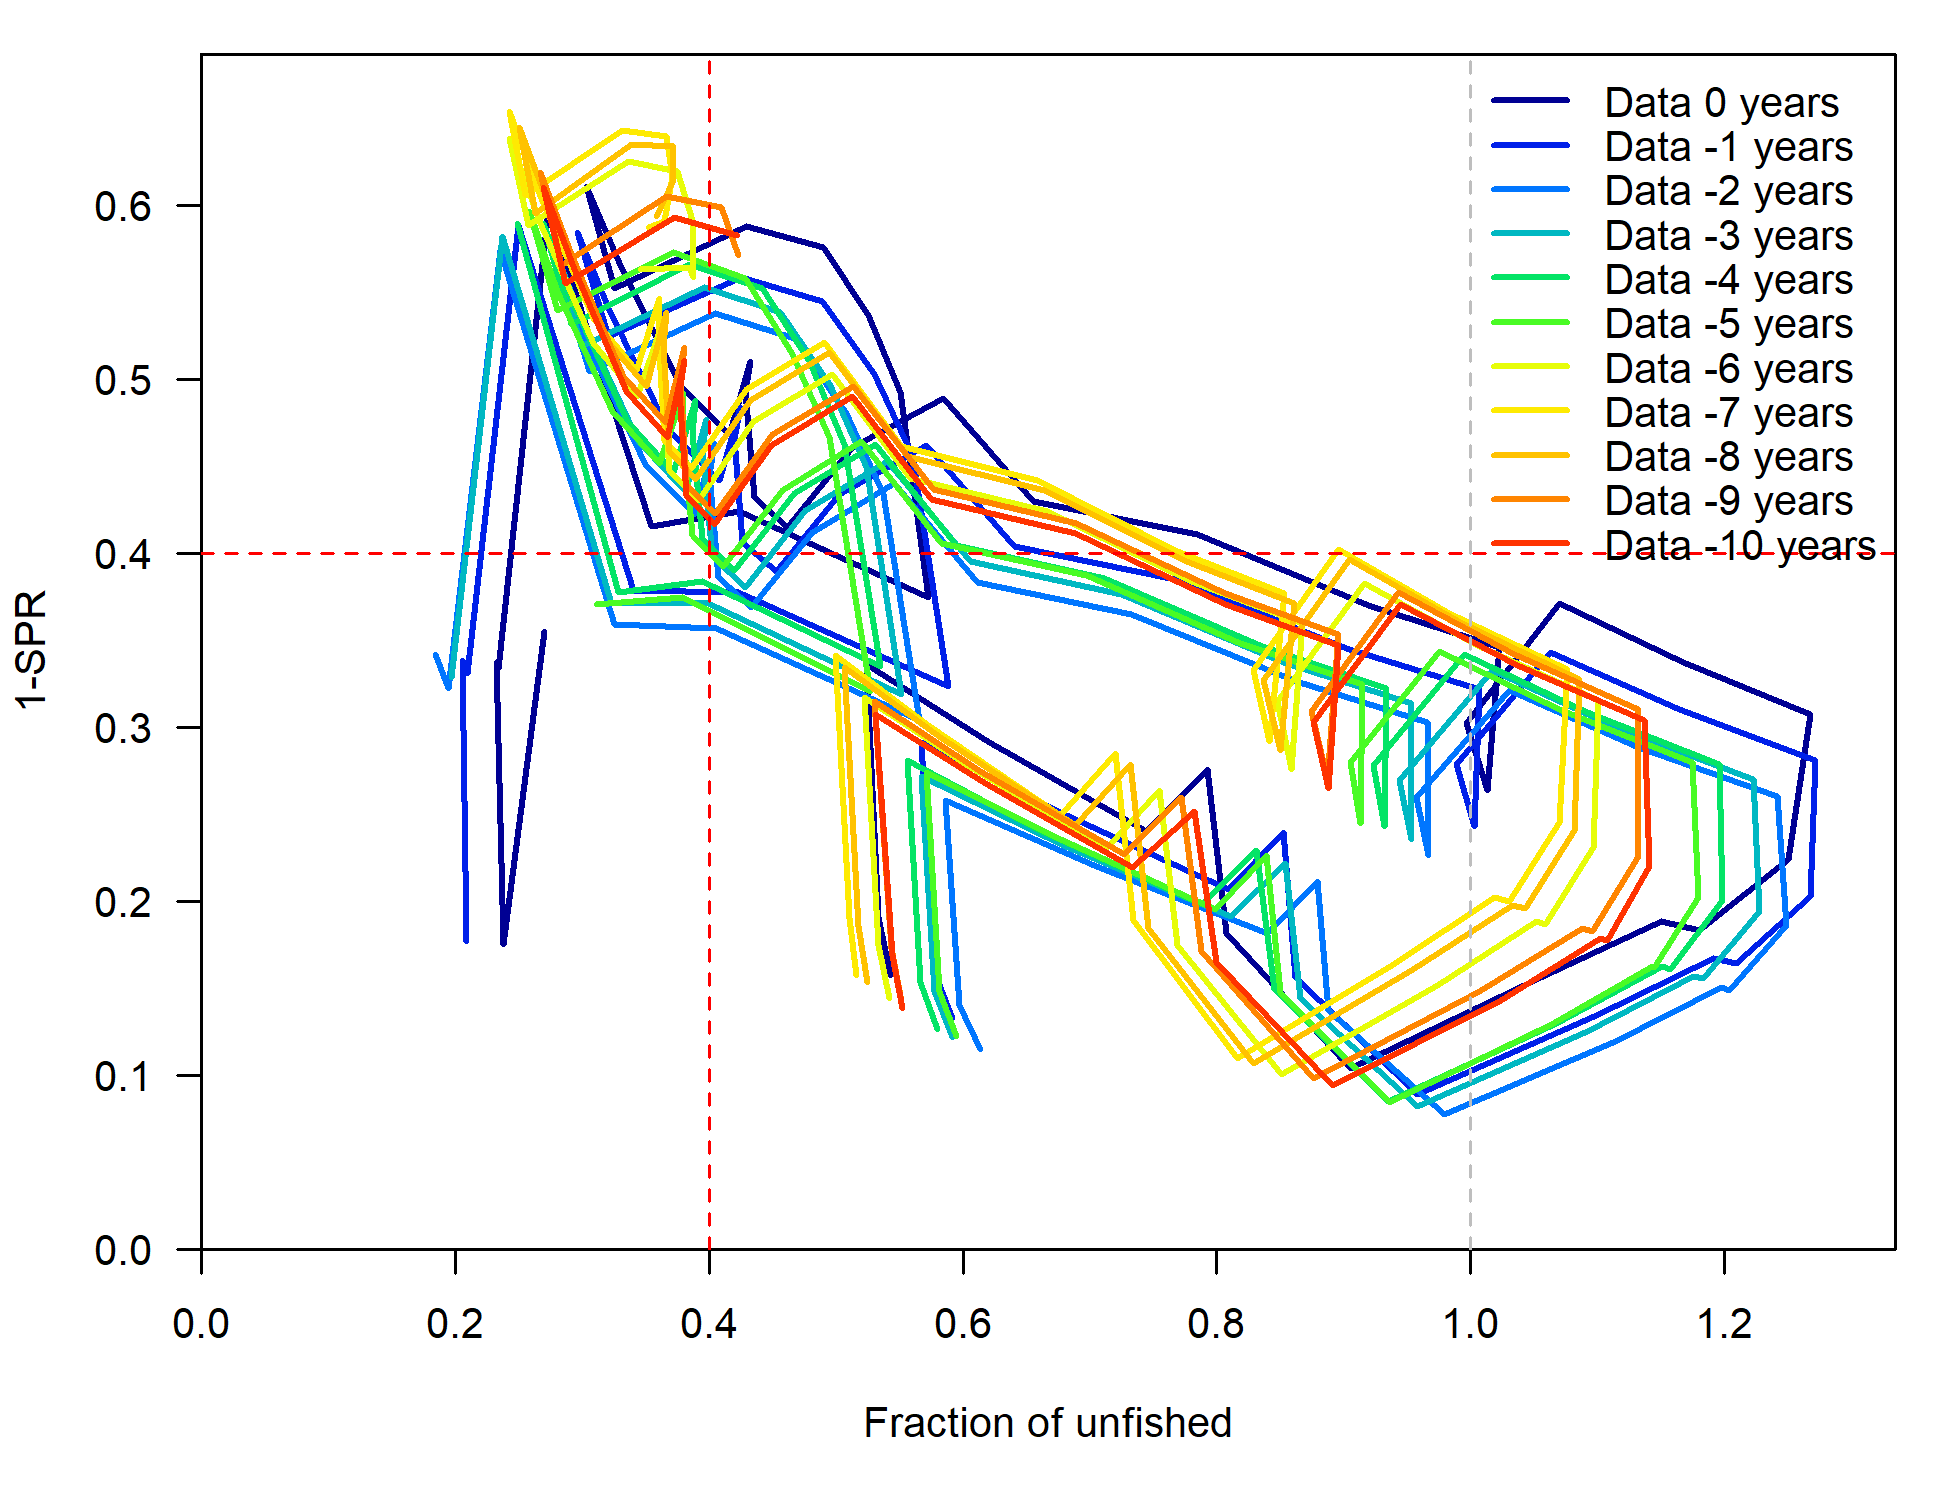 Data 0 years
Data -1 years
Data -2 years
Data -3 years
Data -4 years
Data -5 years
Data -6 years
Data -7 years
Data -8 years
Data -9 years
Data -10 years
0.6
0.5
0.4
0.3
0.2
0.1
0.0
1-SPR
0.0 0.2 0.4 0.6 0.8 1.0 1.2
Fraction of unfished